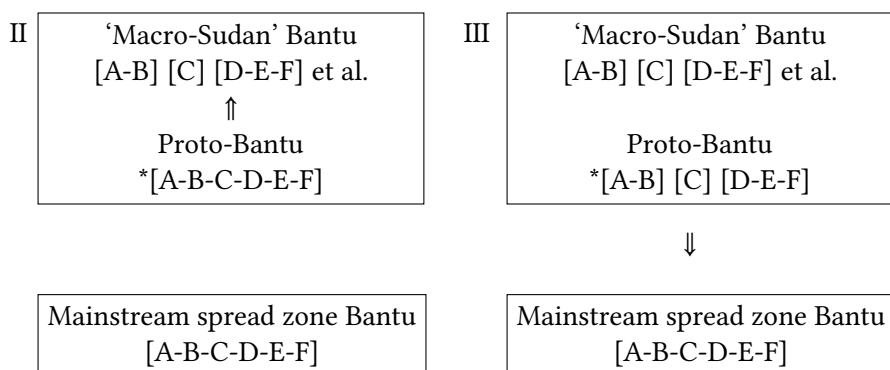 II
‘Macro-Sudan’ Bantu
[A-B] [C] [D-E-F] et al.
⇑
Proto-Bantu
*[A-B-C-D-E-F]
Mainstream spread zone Bantu
[A-B-C-D-E-F]
III
‘Macro-Sudan’ Bantu
[A-B] [C] [D-E-F] et al.
Proto-Bantu
*[A-B] [C] [D-E-F]
⇓
Mainstream spread zone Bantu
[A-B-C-D-E-F]